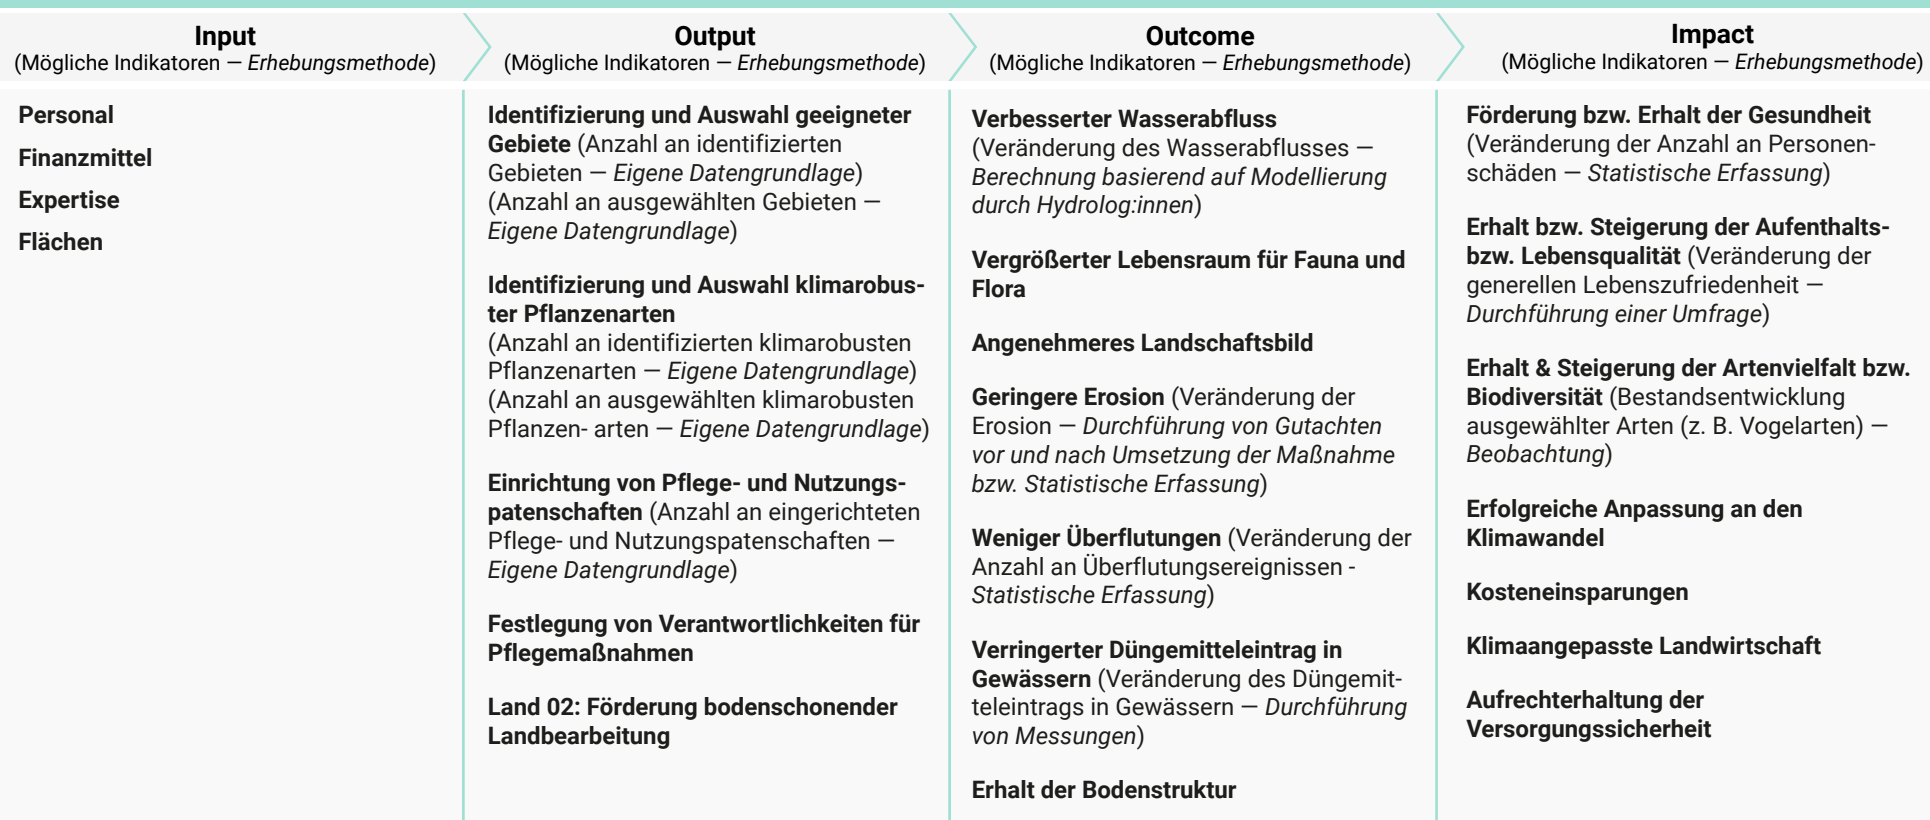 Input
(Mögliche Indikatoren — Erhebungsmethode)
Personal
Finanzmittel
Expertise
Flächen
Output
(Mögliche Indikatoren — Erhebungsmethode)
Identifizierung und Auswahl geeigneter
Gebiete (Anzahl an identifizierten
Gebieten — Eigene Datengrundlage)
(Anzahl an ausgewählten Gebieten —
Eigene Datengrundlage)
Identifizierung und Auswahl klimarobus-
ter Pflanzenarten
(Anzahl an identifizierten klimarobusten
Pflanzenarten — Eigene Datengrundlage)
(Anzahl an ausgewählten klimarobusten
Pflanzen- arten — Eigene Datengrundlage)
Einrichtung von Pflege- und Nutzungs-
patenschaften (Anzahl an eingerichteten
Pflege- und Nutzungspatenschaften —
Eigene Datengrundlage)
Festlegung von Verantwortlichkeiten für
Pflegemaßnahmen
Land 02: Förderung bodenschonender
Landbearbeitung
Outcome
(Mögliche Indikatoren — Erhebungsmethode)
Verbesserter Wasserabfluss
(Veränderung des Wasserabflusses —
Berechnung basierend auf Modellierung
durch Hydrolog:innen)
Vergrößerter Lebensraum für Fauna und
Flora
Angenehmeres Landschaftsbild
Geringere Erosion (Veränderung der
Erosion — Durchführung von Gutachten
vor und nach Umsetzung der Maßnahme
bzw. Statistische Erfassung)
Weniger Überflutungen (Veränderung der
Anzahl an Überflutungsereignissen -
Statistische Erfassung)
Verringerter Düngemitteleintrag in
Gewässern (Veränderung des Düngemit-
teleintrags in Gewässern — Durchführung
von Messungen)
Erhalt der Bodenstruktur
Impact
(Mögliche Indikatoren — Erhebungsmethode)
Förderung bzw. Erhalt der Gesundheit
(Veränderung der Anzahl an Personen-
schäden — Statistische Erfassung)
Erhalt bzw. Steigerung der Aufenthalts-
bzw. Lebensqualität (Veränderung der
generellen Lebenszufriedenheit —
Durchführung einer Umfrage)
Erhalt & Steigerung der Artenvielfalt bzw.
Biodiversität (Bestandsentwicklung
ausgewählter Arten (z. B. Vogelarten) —
Beobachtung)
Erfolgreiche Anpassung an den
Klimawandel
Kosteneinsparungen
Klimaangepasste Landwirtschaft
Aufrechterhaltung der
Versorgungssicherheit